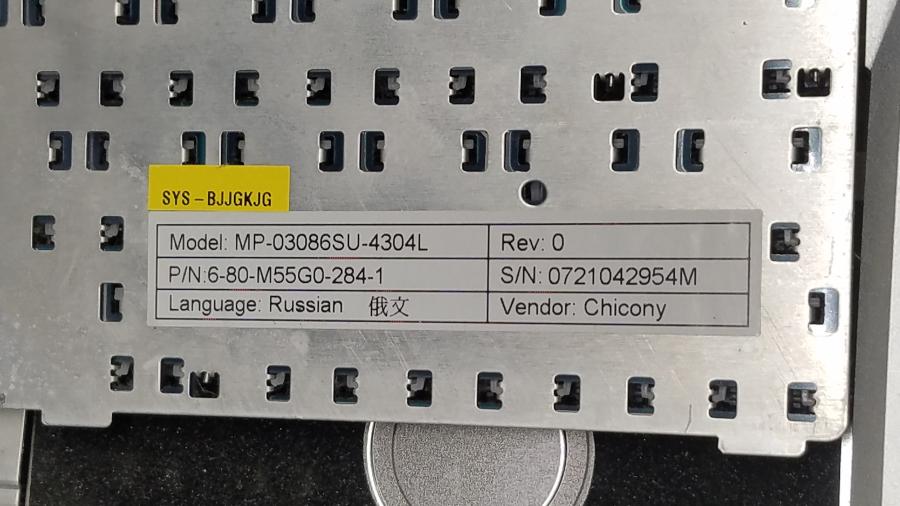 SYS-BJJGKJG
Model: MP-03086SU-4304L Rev: 0
P/N:6-80-M55G0-284-1 S/N: 0721042954M
Language: Russian 俄文 Vendor: Chicony